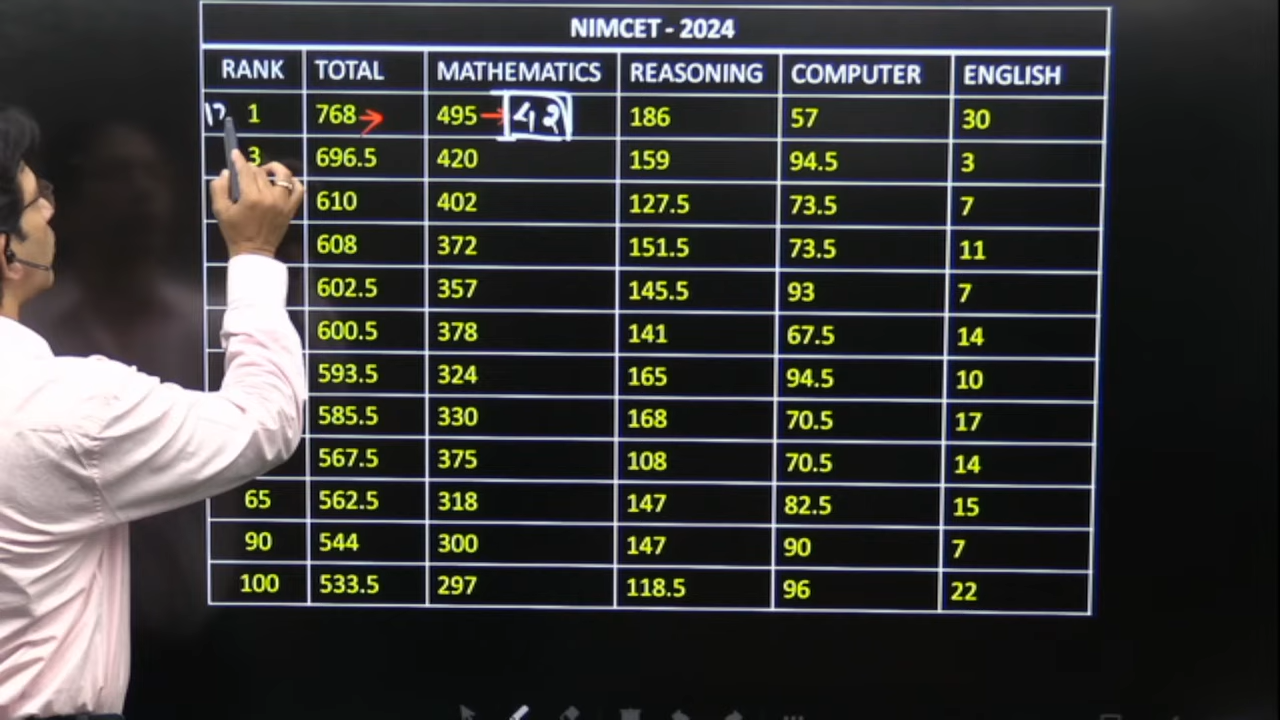 NIMCET - 2024
RANK TOTAL MATHEMATICS REASONING COMPUTER ENGLISH
1 768 495 42 186 57 30
3 696.5 420 159 94.5 3
610 402 127.5 73.5 7
608 372 151.5 73.5 11
602.5 357 145.5 93 7
600.5 378 141 67.5 14
593.5 324 165 94.5 10
585.5 330 168 70.5 17
567.5 375 108 70.5 14
65 562.5 318 147 82.5 15
90 544 300 147 90 7
100 533.5 297 118.5 96 22